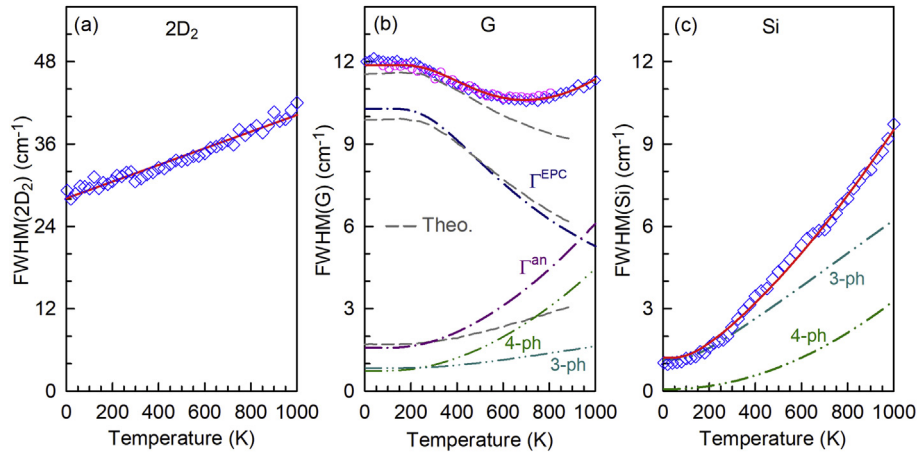 (a) 2D₂
FWHM(2D₂) (cm⁻¹)
48
36
24
12
0
0 200 400 600 800 1000
Temperature (K)
(b) G
FWHM(G) (cm⁻¹)
12
9
6
3
0
Γᴱᴾᶜ
Theo.
Γᵃⁿ
4-ph
3-ph
0 200 400 600 800 1000
Temperature (K)
(c) Si
FWHM(Si) (cm⁻¹)
12
9
6
3
0
3-ph
4-ph
0 200 400 600 800 1000
Temperature (K)